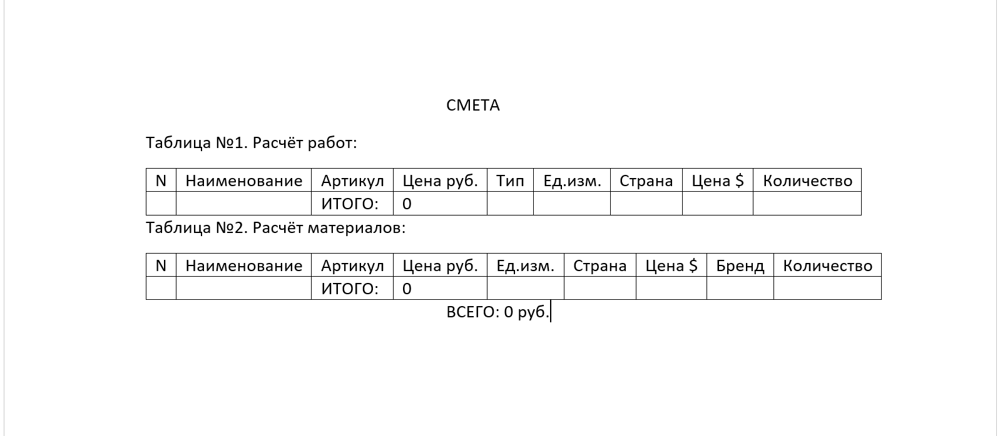 СМЕТА
Таблица №1. Расчёт работ:
N Наименование Артикул Цена руб. Тип Ед.изм. Страна Цена $ Количество
ИТОГО: 0
Таблица №2. Расчёт материалов:
N Наименование Артикул Цена руб. Ед.изм. Страна Цена $ Бренд Количество
ИТОГО: 0
ВСЕГО: 0 руб.